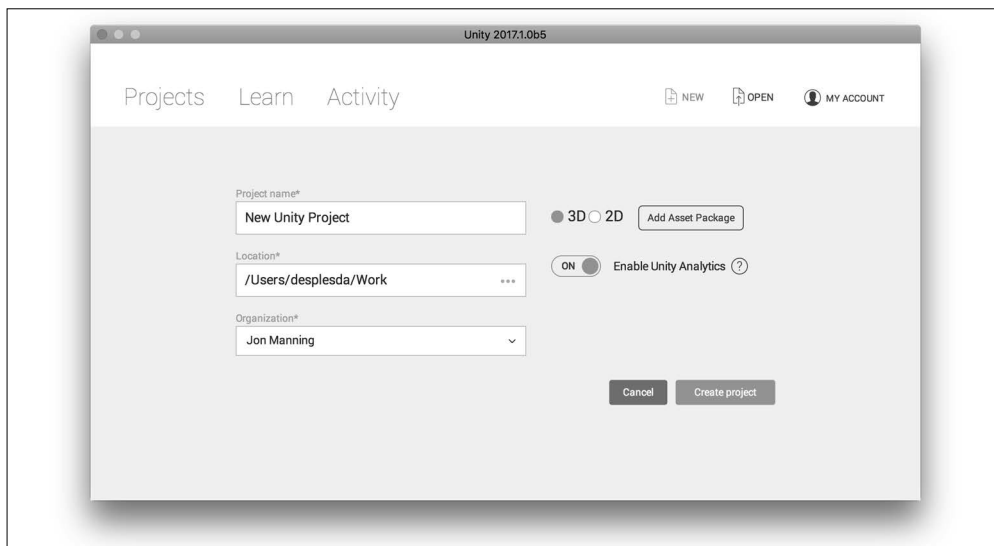 Unity 2017.1.0b5
Projects Learn Activity NEW OPEN MY ACCOUNT
Project name*
New Unity Project
3D 2D Add Asset Package
Location*
/Users/desplesda/Work
ON Enable Unity Analytics ?
Organization*
Jon Manning
Cancel Create project